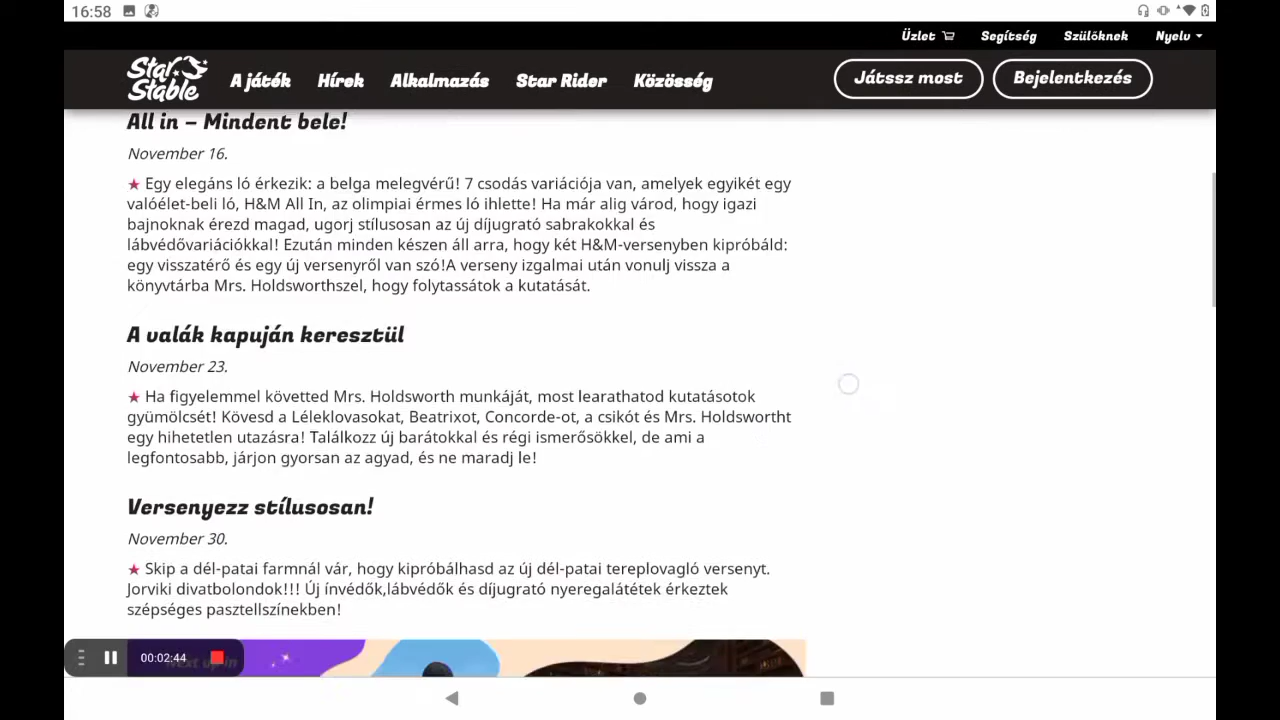 16:58
Üzlet
Segítség
Szülőknek
Nyelv
Star Stable
A játék
Hírek
Alkalmazás
Star Rider
Közösség
Játssz most
Bejelentkezés
All in – Mindent bele!
November 16.
★ Egy elegáns ló érkezik: a belga melegvérű! 7 csodás variációja van, amelyek egyikét egy
valóélet-beli ló, H&M All In, az olimpiai érmes ló ihlette! Ha már alig várod, hogy igazi
bajnoknak érezd magad, ugorj stílusosan az új díjugrató sabrakokkal és
lábvédővariációkkal! Ezután minden készen áll arra, hogy két H&M-versenyben kipróbáld:
egy visszatérő és egy új versenyről van szó!A verseny izgalmai után vonulj vissza a
könyvtárba Mrs. Holdsworthszel, hogy folytassátok a kutatását.
A valák kapuján keresztül
November 23.
★ Ha figyelemmel követted Mrs. Holdsworth munkáját, most learathatod kutatásotok
gyümölcsét! Kövesd a Léleklovasokat, Beatrixot, Concorde-ot, a csikót és Mrs. Holdswortht
egy hihetetlen utazásra! Találkozz új barátokkal és régi ismerősökkel, de ami a
legfontosabb, járjon gyorsan az agyad, és ne maradj le!
Versenyezz stílusosan!
November 30.
★ Skip a dél-patai farmnál vár, hogy kipróbálhasd az új dél-patai tereplovagló versenyt.
Jorviki divatbolondok!!! Új ínvédők,lábvédők és díjugrató nyeregalátétek érkeztek
szépséges pasztellszínekben!
00:02:44
Next up in